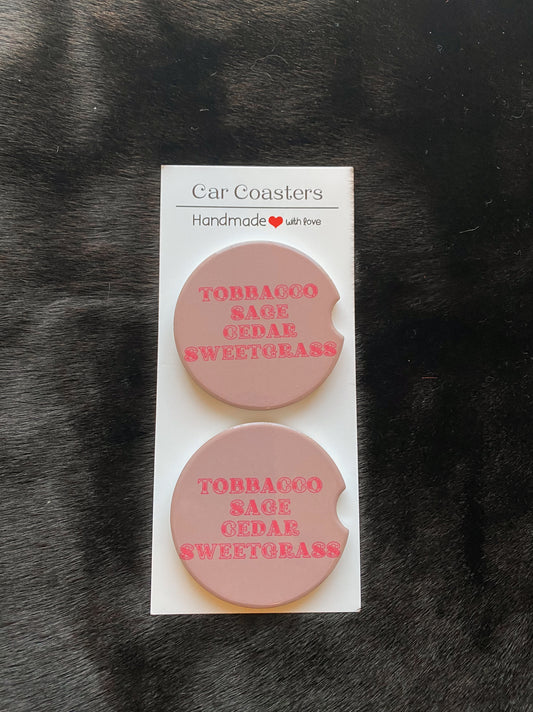 Car Coasters
Handmade with love
TOBBACCO
SAGE
CEDAR
SWEETGRASS
TOBBACCO
SAGE
CEDAR
SWEETGRASS